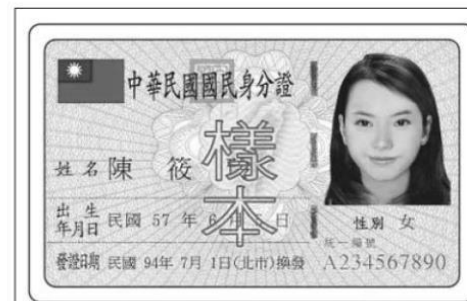 中華民國國民身分證
樣本
姓名 陳 筱
出生年月日 民國 57 年 6 月 日
性別 女
發證日期 民國 94年 7月 1日(北市)換發
統一編號
A234567890